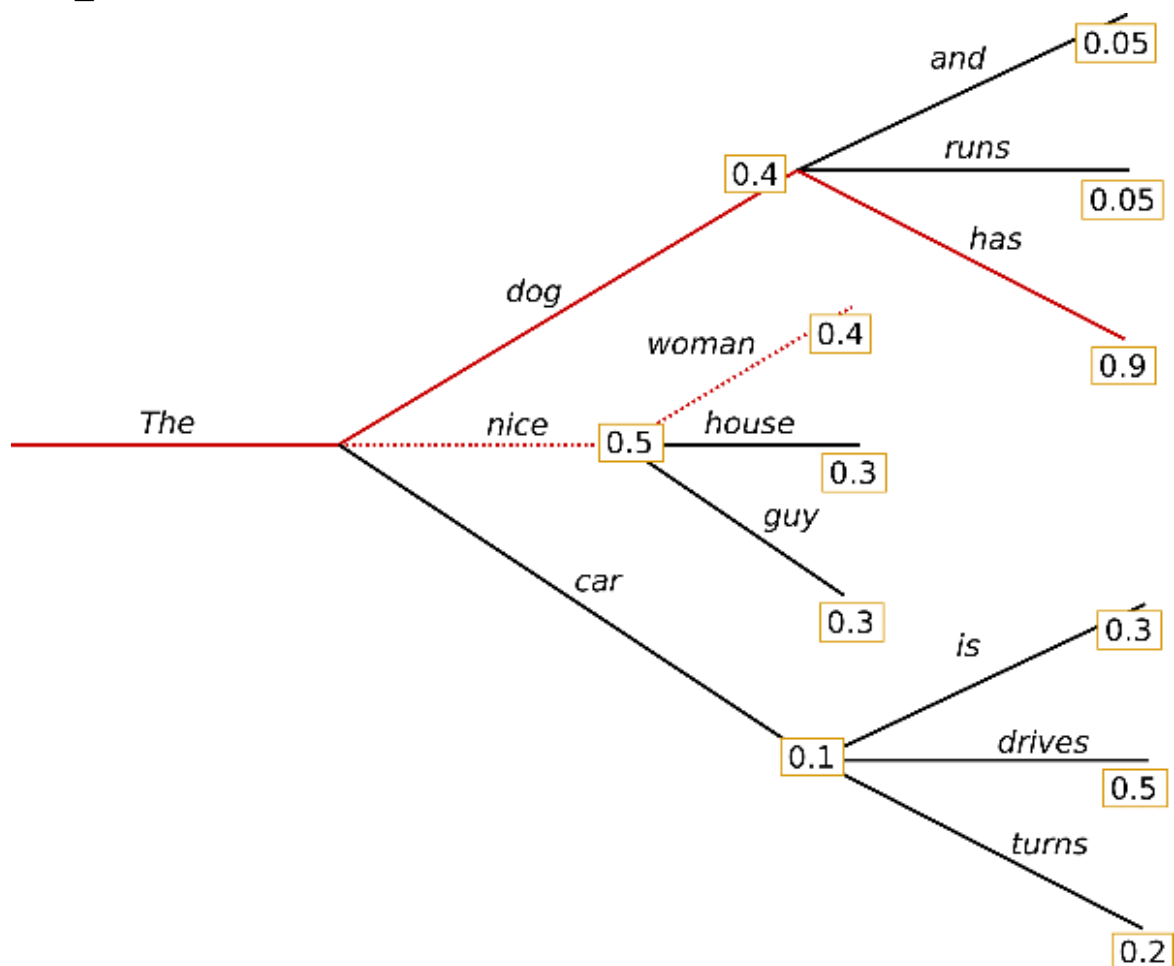 0.05
and
runs
0.4
0.05
has
dog
0.4
woman
0.9
The
nice
0.5
house
0.3
guy
car
0.3
0.3
is
drives
0.1
0.5
turns
0.2